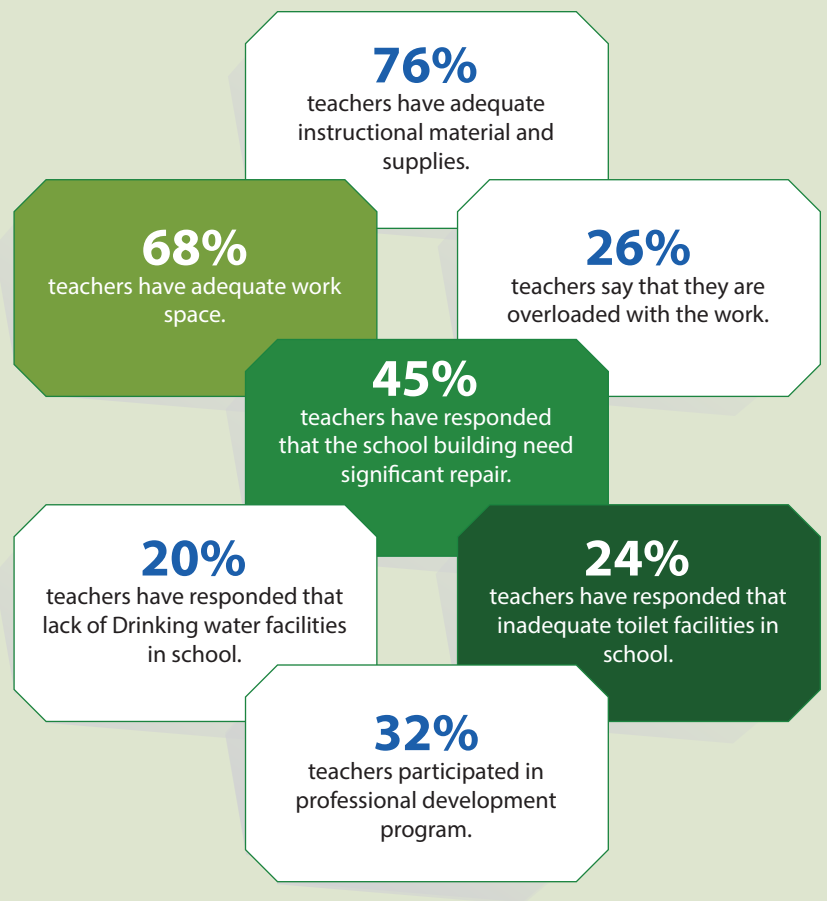 76%
teachers have adequate
instructional material and
supplies.
68%
teachers have adequate work
space.
26%
teachers say that they are
overloaded with the work.
45%
teachers have responded
that the school building need
significant repair.
20%
teachers have responded that
lack of Drinking water facilities
in school.
24%
teachers have responded that
inadequate toilet facilities in
school.
32%
teachers participated in
professional development
program.